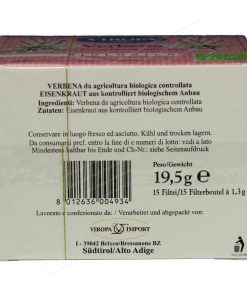 VERBENA da agricoltura biologica controllata
EISENKRAUT aus kontrolliert biologischem Anbau
Ingredienti: Verbena da agricoltura biologica controllata
Zutaten: Eisenkraut aus kontrolliert biologischem Anbau
Conservare in luogo fresco ed asciutto. Kühl und trocken lagern.
Da consumarsi pref. entro la fine di e numeri di lotto: vedi a lato
Mindestens haltbar bis Ende und Ch-Nr.: siehe Seitenaufdruck
Peso/Gewicht
19,5g e
15 Filtri/15 Filterbeutel à 1,3 g
8 012636 004934
Lavorato e confezionato da: / Verarbeitet und abgepackt von:
VIROPA IMPORT
I - 39042 Brixen/Bressanone BZ
Südtirol/Alto Adige